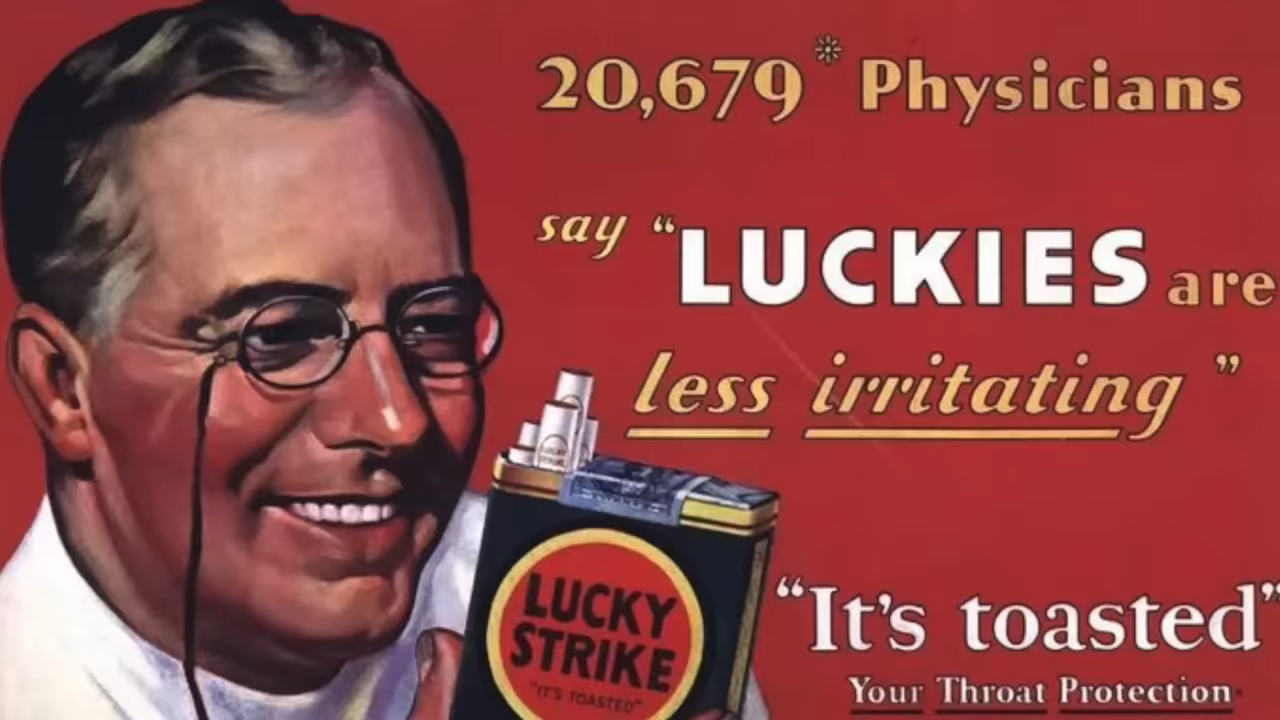 20,679* Physicians
say "LUCKIES are
less irritating"
"It's toasted"
Your Throat Protection
LUCKY
STRIKE
"IT'S TOASTED"